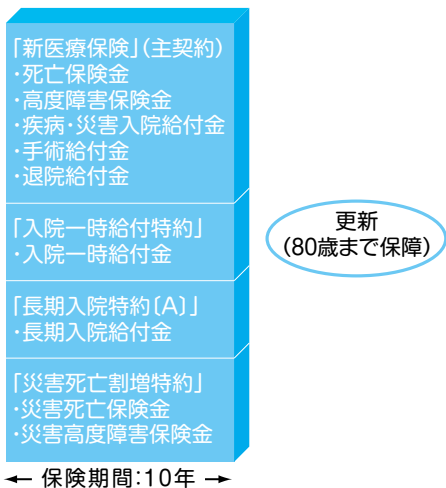 「新医療保険」(主契約)
・死亡保険金
・高度障害保険金
・疾病・災害入院給付金
・手術給付金
・退院給付金
「入院一時給付特約」
・入院一時給付金
「長期入院特約〔A〕」
・長期入院給付金
「災害死亡割増特約」
・災害死亡保険金
・災害高度障害保険金
更新
(80歳まで保障)
← 保険期間:10年 →